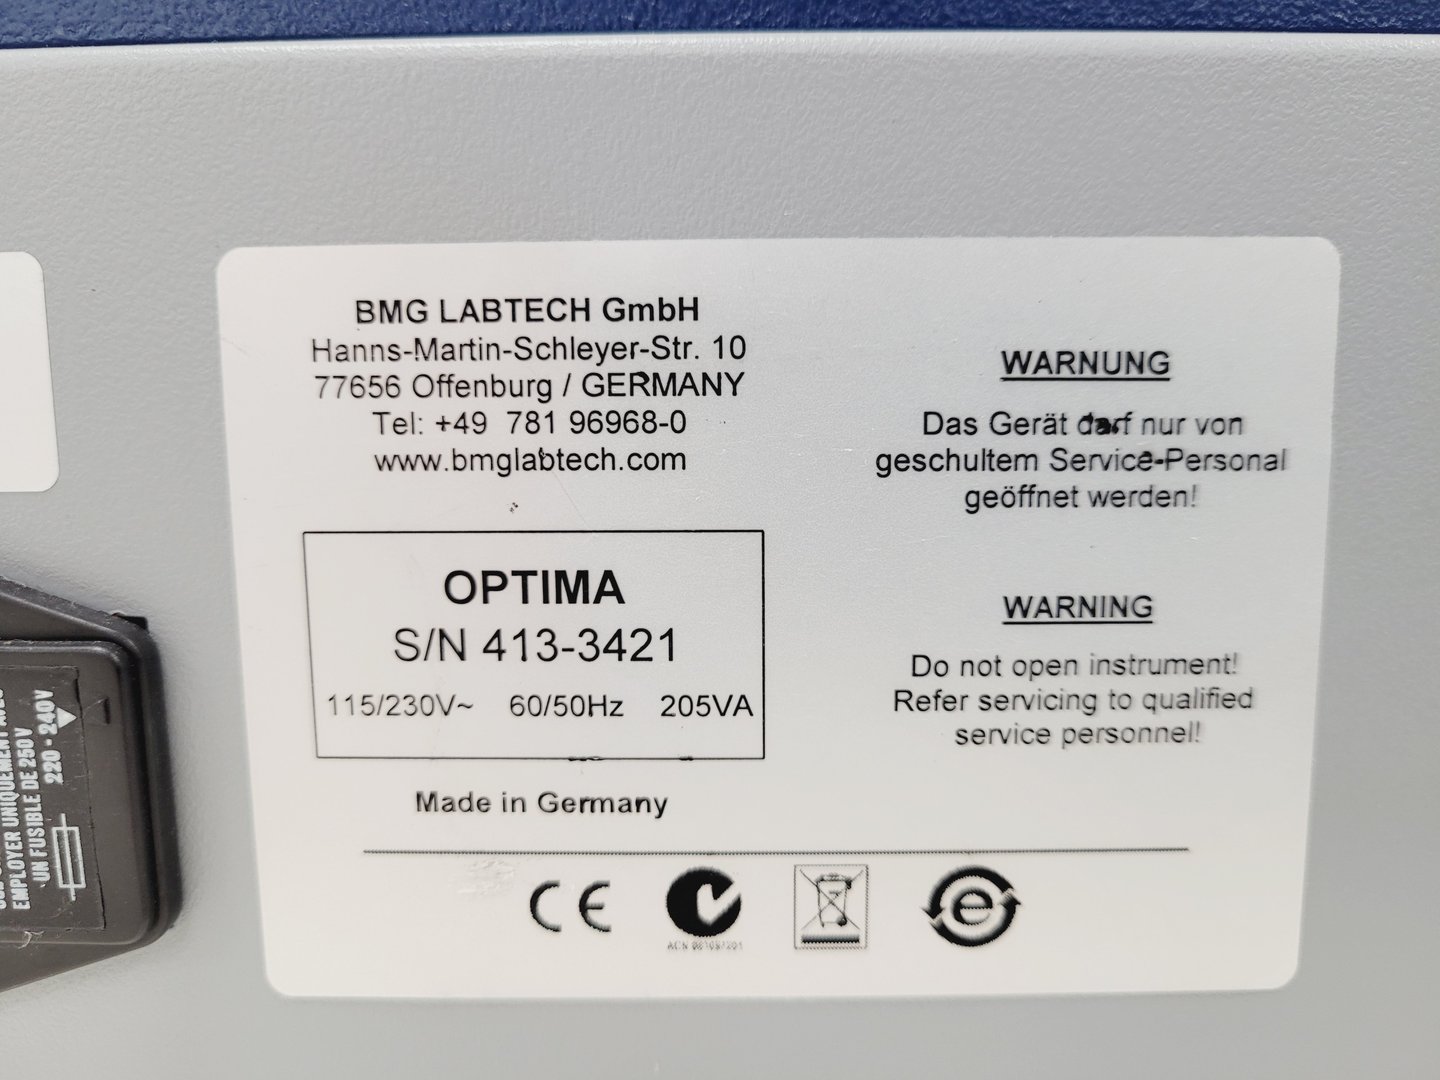 BMG LABTECH GmbH
Hanns-Martin-Schleyer-Str. 10
77656 Offenburg / GERMANY
Tel: +49 781 96968-0
www.bmglabtech.com
OPTIMA
S/N 413-3421
115/230V~ 60/50Hz 205VA
Made in Germany
WARNUNG
Das Gerät darf nur von
geschultem Service-Personal
geöffnet werden!
WARNING
Do not open instrument!
Refer servicing to qualified
service personnel!
CE
ACN
e
EMPLOYER UNIQUEMENT AVEC
UN FUSIBLE DE 250V
220 - 240V